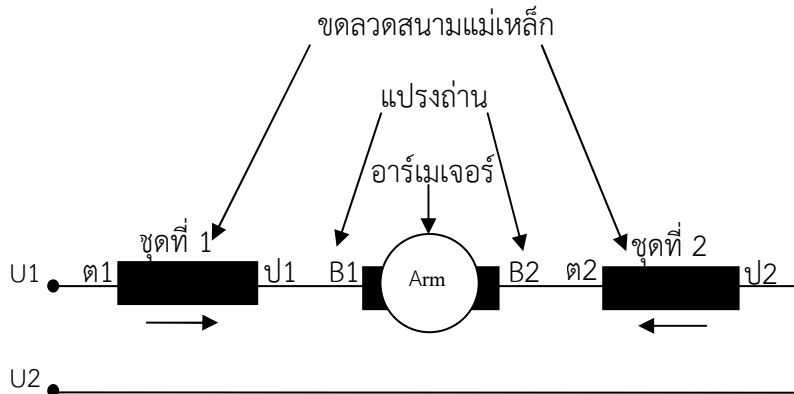 ขดลวดสนามแม่เหล็ก
แปรงถ่าน
อาร์เมเจอร์
ชุดที่ 1
ชุดที่ 2
U1 ต1 ป1 B1 Arm B2 ต2 ป2
U2